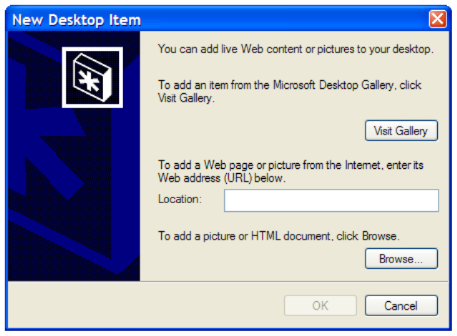 New Desktop Item
You can add live Web content or pictures to your desktop.
To add an item from the Microsoft Desktop Gallery, click
Visit Gallery.
Visit Gallery
To add a Web page or picture from the Internet, enter its
Web address (URL) below.
Location:
To add a picture or HTML document, click Browse.
Browse...
OK
Cancel